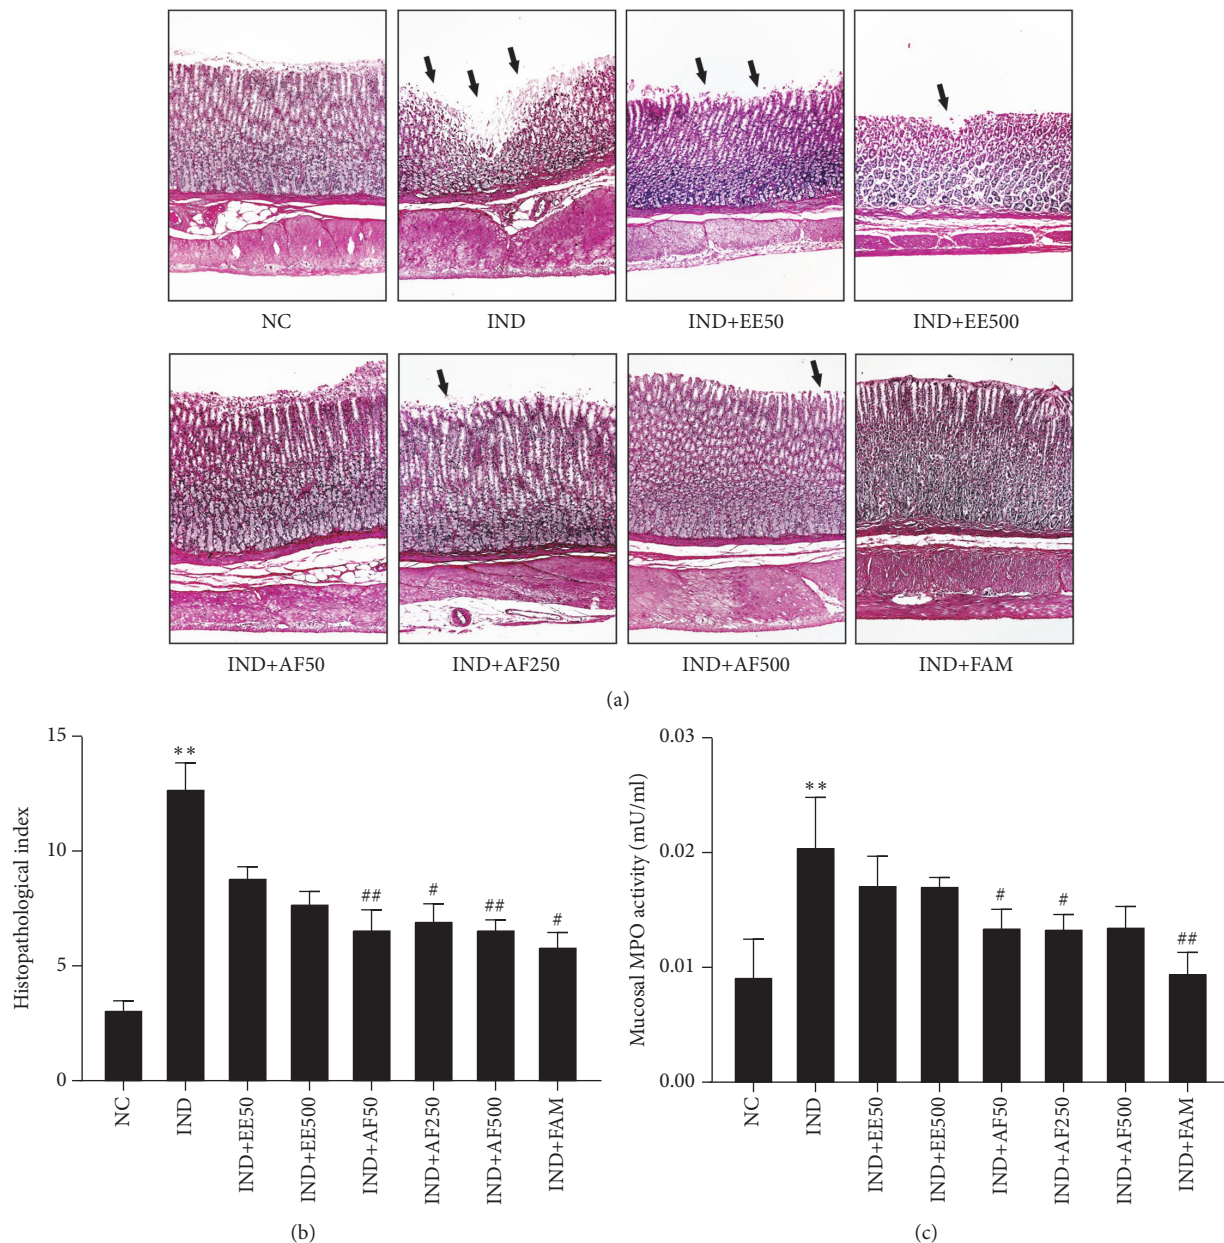 NC
IND
IND+EE50
IND+EE500
IND+AF50
IND+AF250
IND+AF500
IND+FAM
(a)
15
10
5
0
Histopathological index
**
##
#
##
#
NC
IND
IND+EE50
IND+EE500
IND+AF50
IND+AF250
IND+AF500
IND+FAM
(b)
0.03
0.02
0.01
0.00
Mucosal MPO activity (mU/ml)
**
#
#
##
NC
IND
IND+EE50
IND+EE500
IND+AF50
IND+AF250
IND+AF500
IND+FAM
(c)